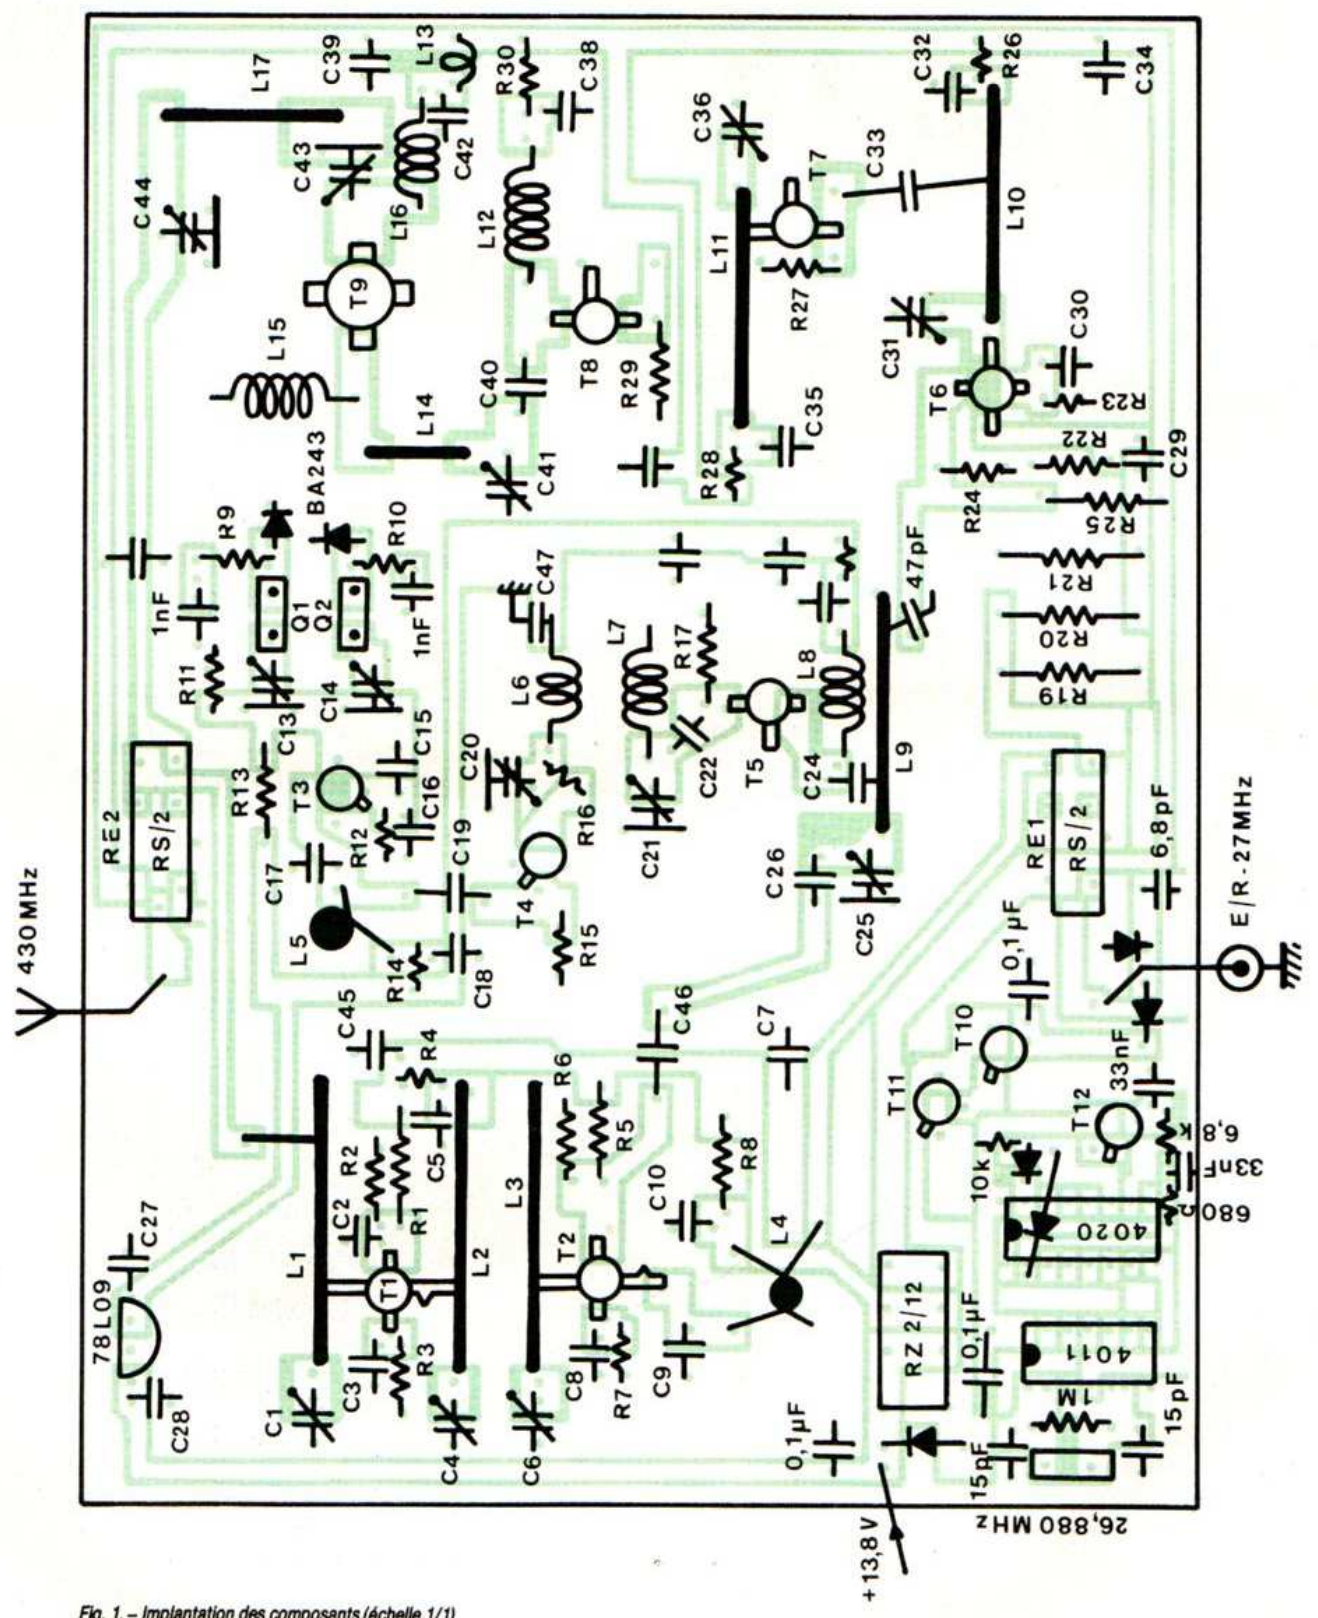 L17
C39
L13
R30
C38
C32
R26
C34
C44
C43
L16
C42
L12
C36
T7
C33
L10
L11
T9
L15
R27
C31
C30
T8
R29
C40
L14
T6
R23
R22
C29
C35
R28
C41
BA243
R9
R10
R24
R25
1nF
Q1
Q2
1nF
C47
47pF
R21
R20
R19
R11
C13
C14
C15
L6
L7
R17
L8
L9
C20
C22
T5
C24
RE2
RS/2
R13
T3
R12
C16
C17
C19
T4
R16
C21
C26
C25
RE1
RS/2
6,8pF
430MHz
L5
R14
C18
R15
E/R-27MHz
0,1µF
C45
R4
R6
C46
C7
T10
T11
33nF
T12
R2
C5
L3
R5
R8
10k
6,8k
33nF
680Ω
C27
C2
R1
L1
T1
L2
T2
C10
L4
4020
78L09
C28
C3
R3
C8
R7
C9
RZ 2/12
0,1µF
4011
1M
15pF
C1
C4
C6
0,1µF
15pF
26,880 MHz
+13,8 V
Fig. 1. – Implantation des composants (échelle 1/1)